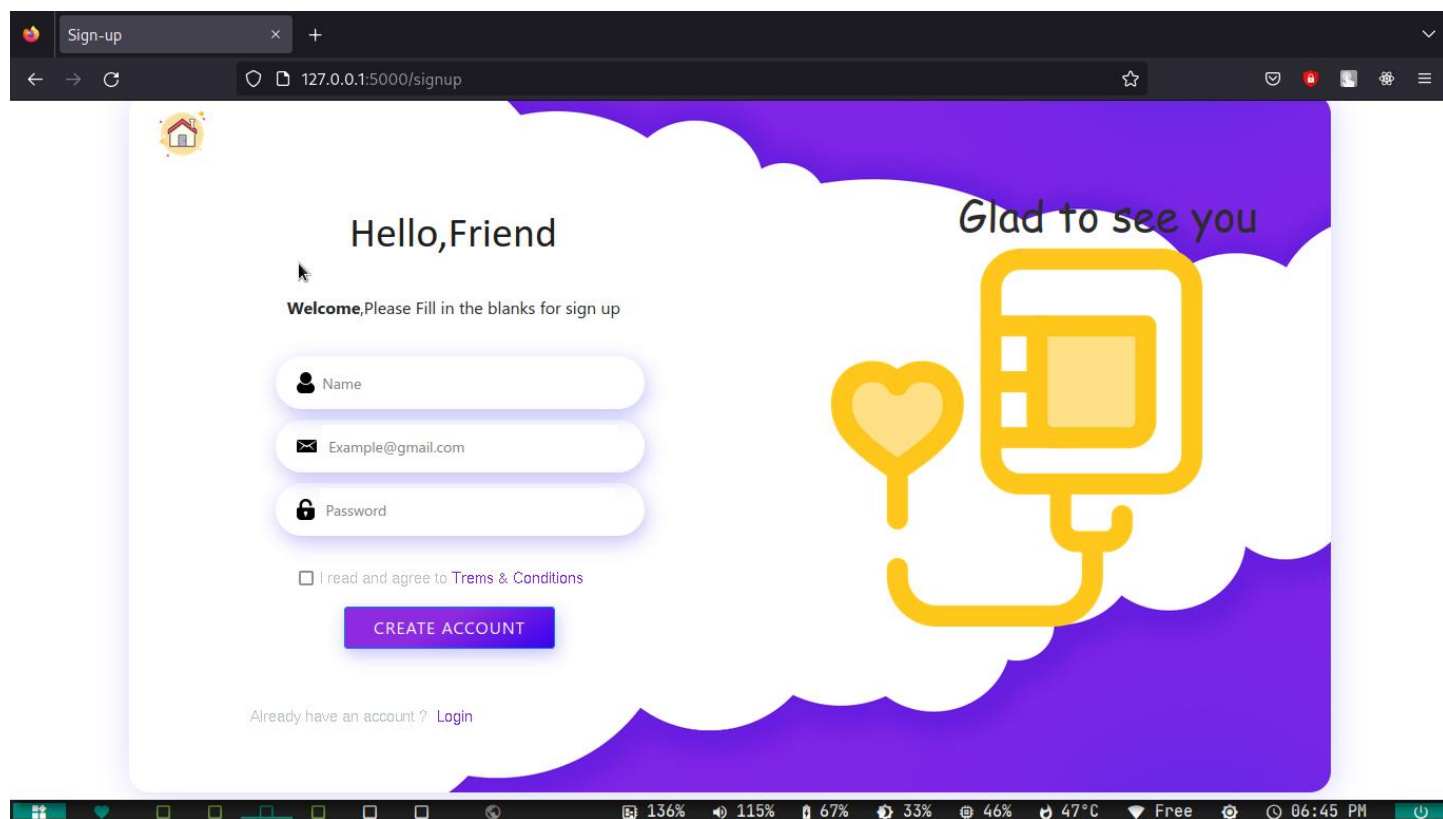 Sign-up
127.0.0.1:5000/signup
Glad to see you
Hello,Friend
Welcome,Please Fill in the blanks for sign up
Name
Example@gmail.com
Password
I read and agree to Trems & Conditions
CREATE ACCOUNT
Already have an account ? Login
136% 115% 67% 33% 46% 47°C Free 06:45 PM